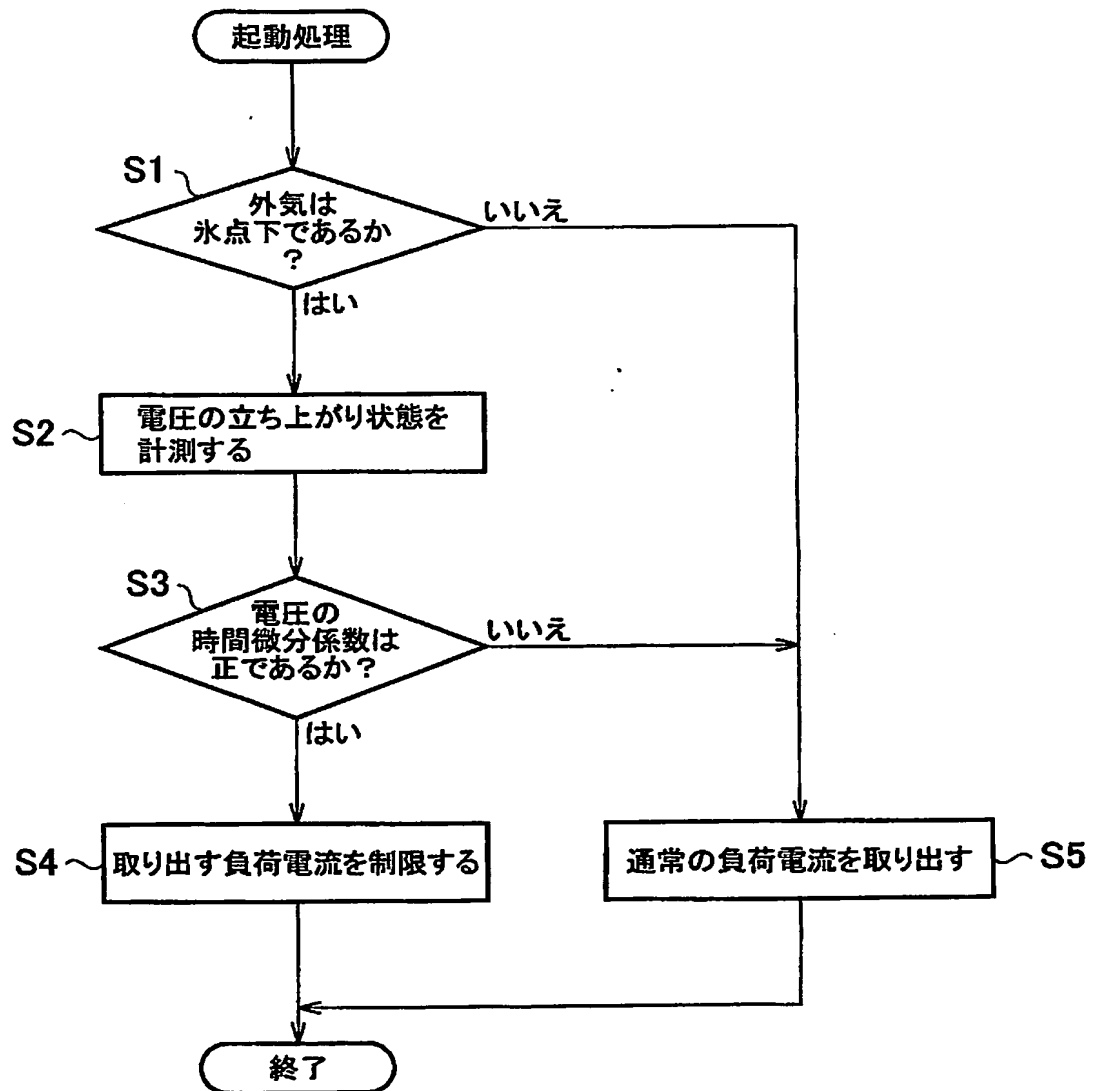 起動処理
S1
外気は
氷点下であるか
?
いいえ
はい
S2
電圧の立ち上がり状態を
計測する
S3
電圧の
時間微分係数は
正であるか?
いいえ
はい
S4
取り出す負荷電流を制限する
通常の負荷電流を取り出す
S5
終了